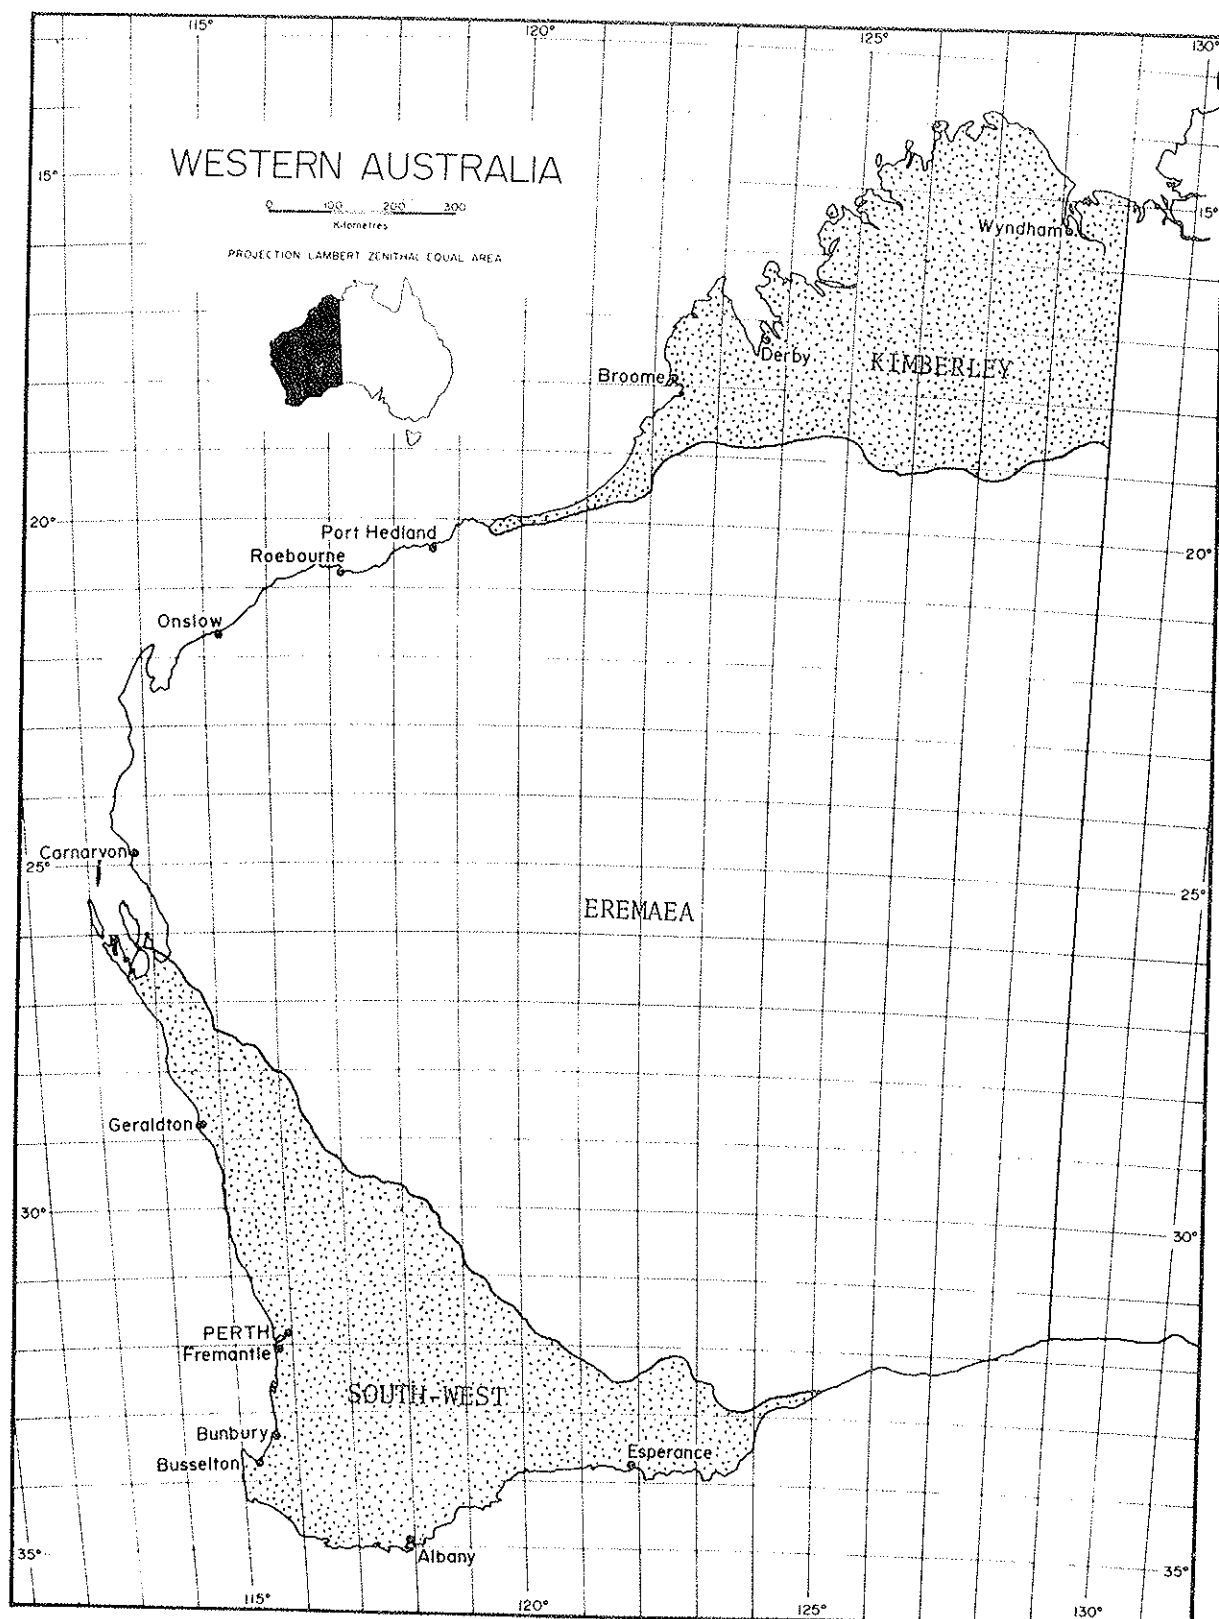 115°
120°
125°
130°
WESTERN AUSTRALIA
15°
0 100 200 300
Kilometres
PROJECTION LAMBERT ZENITHAL EQUAL AREA
15°
Wyndham
KIMBERLEY
Derby
Broome
20°
Port Hedland
20°
Roebourne
Onslow
Carnarvon
25°
25°
EREMAEA
Geraldton
30°
30°
PERTH
Fremantle
SOUTH-WEST
Bunbury
Esperance
Busselton
35°
Albany
35°
115°
120°
125°
130°